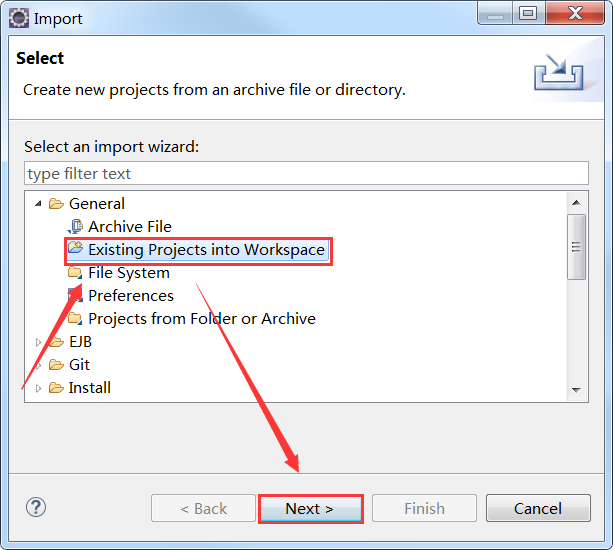 Import
Select
Create new projects from an archive file or directory.
Select an import wizard:
type filter text
General
Archive File
Existing Projects into Workspace
File System
Preferences
Projects from Folder or Archive
EJB
Git
Install
?
< Back
Next >
Finish
Cancel